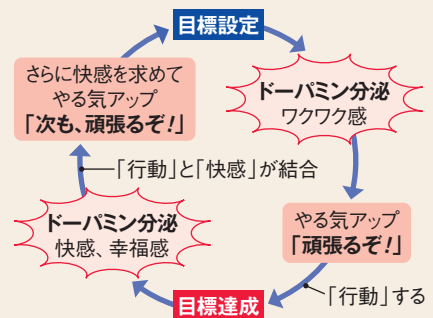 目標設定
ドーパミン分泌
ワクワク感
やる気アップ
「頑張るぞ!」
「行動」する
目標達成
ドーパミン分泌
快感、幸福感
「行動」と「快感」が結合
さらに快感を求めて
やる気アップ
「次も、頑張るぞ!」